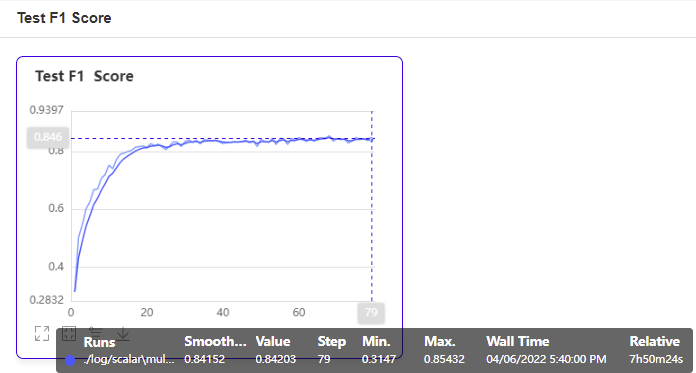 Test F1 Score
Test F1 Score
0.9397
0.846
0.8
0.6
0.4
0.2832
0 20 40 60 79
Runs Smooth... Value Step Min. Max. Wall Time Relative
./log/scalar\mul... 0.84152 0.84203 79 0.3147 0.85432 04/06/2022 5:40:00 PM 7h50m24s